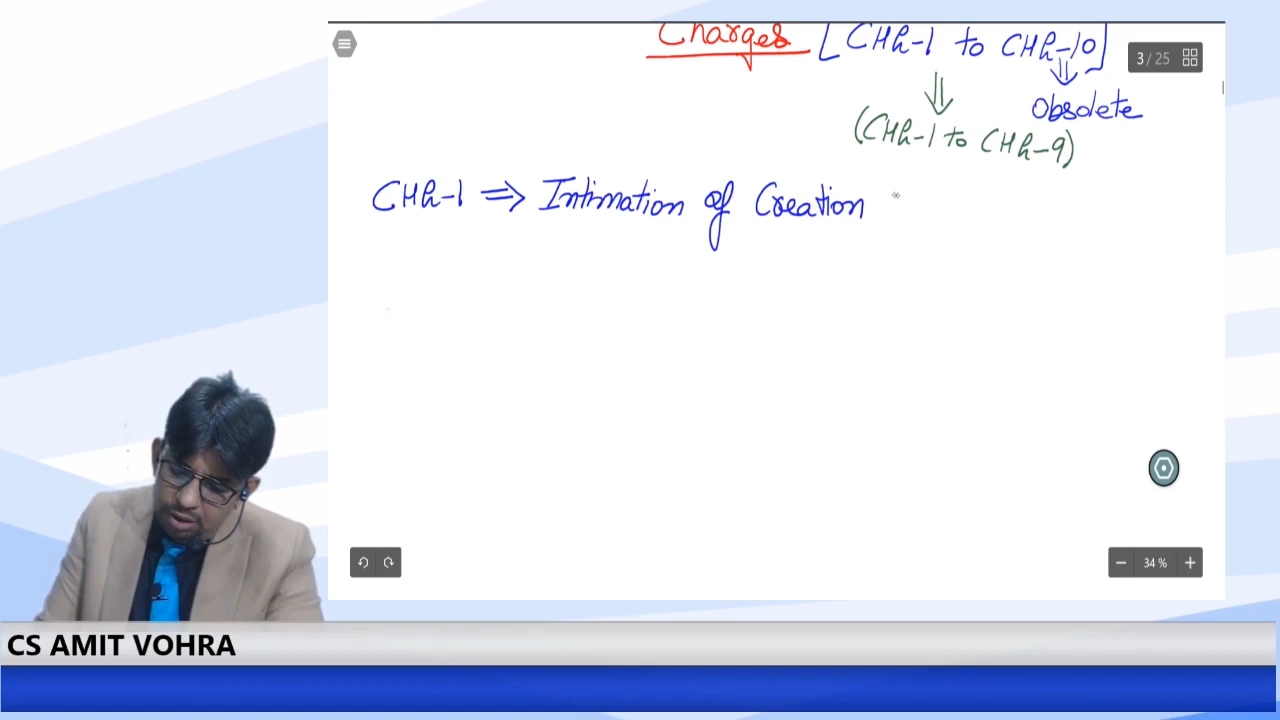 Charges [CHG-1 to CHG-10]
3 / 25
Obsolete
(CHG-1 to CHG-9)
CHG-1 ⇒ Intimation of Creation
34 %
CS AMIT VOHRA